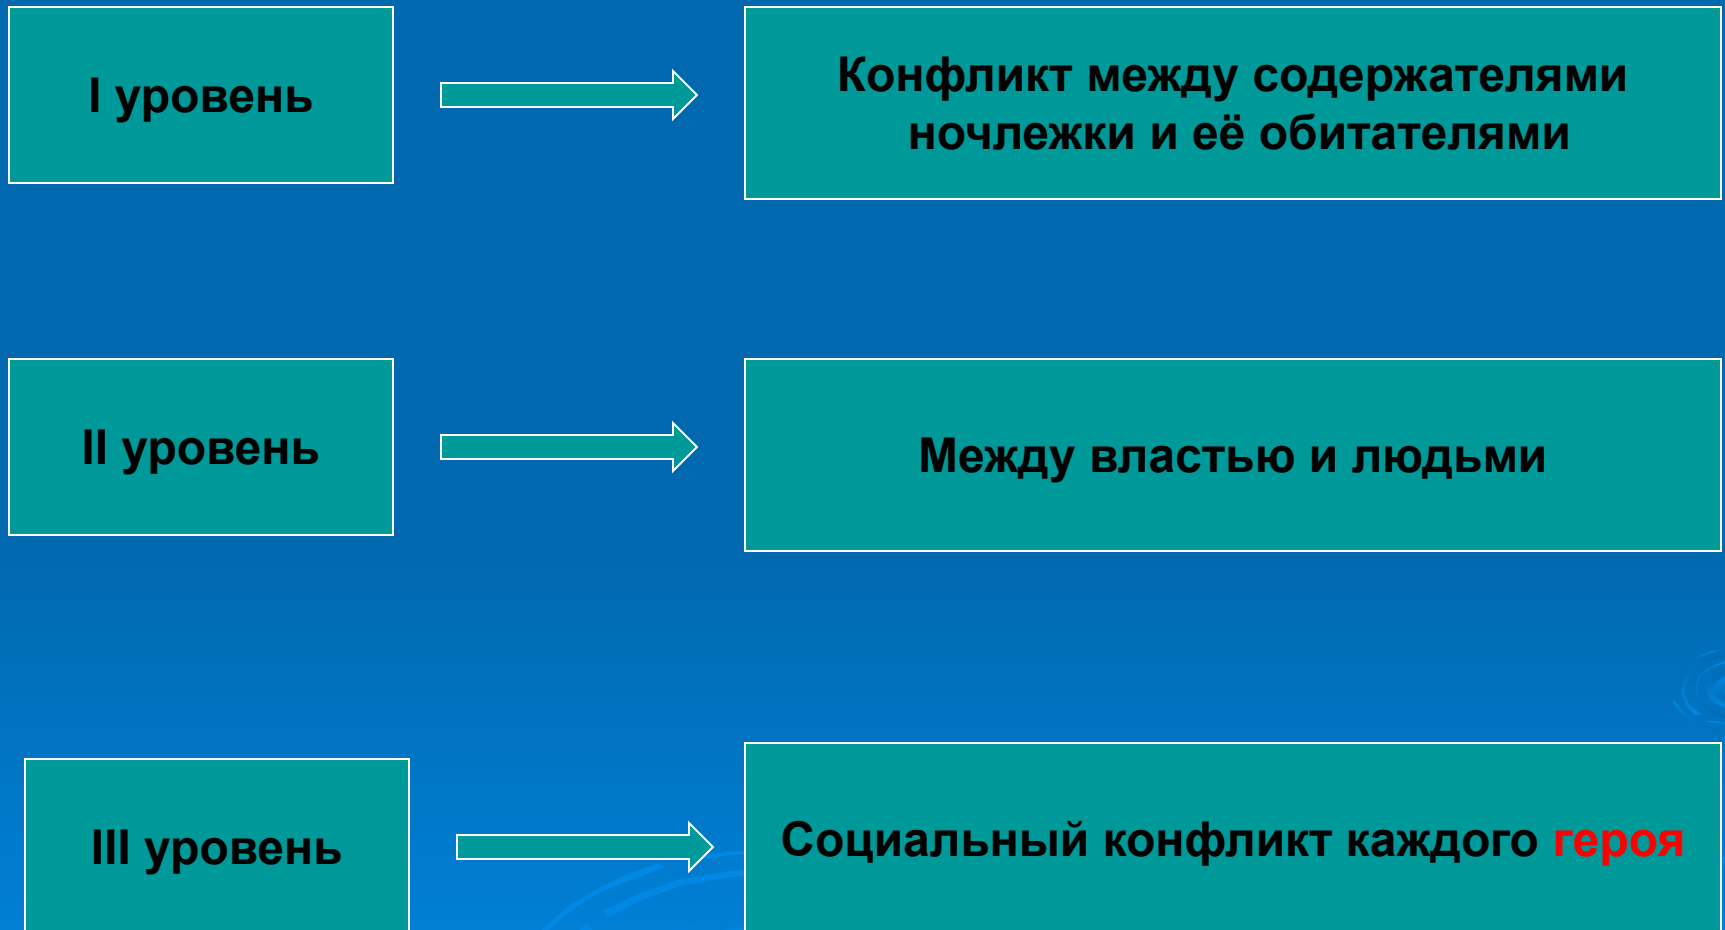 I уровень
Конфликт между содержателями
ночлежки и её обитателями
II уровень
Между властью и людьми
III уровень
Социальный конфликт каждого героя